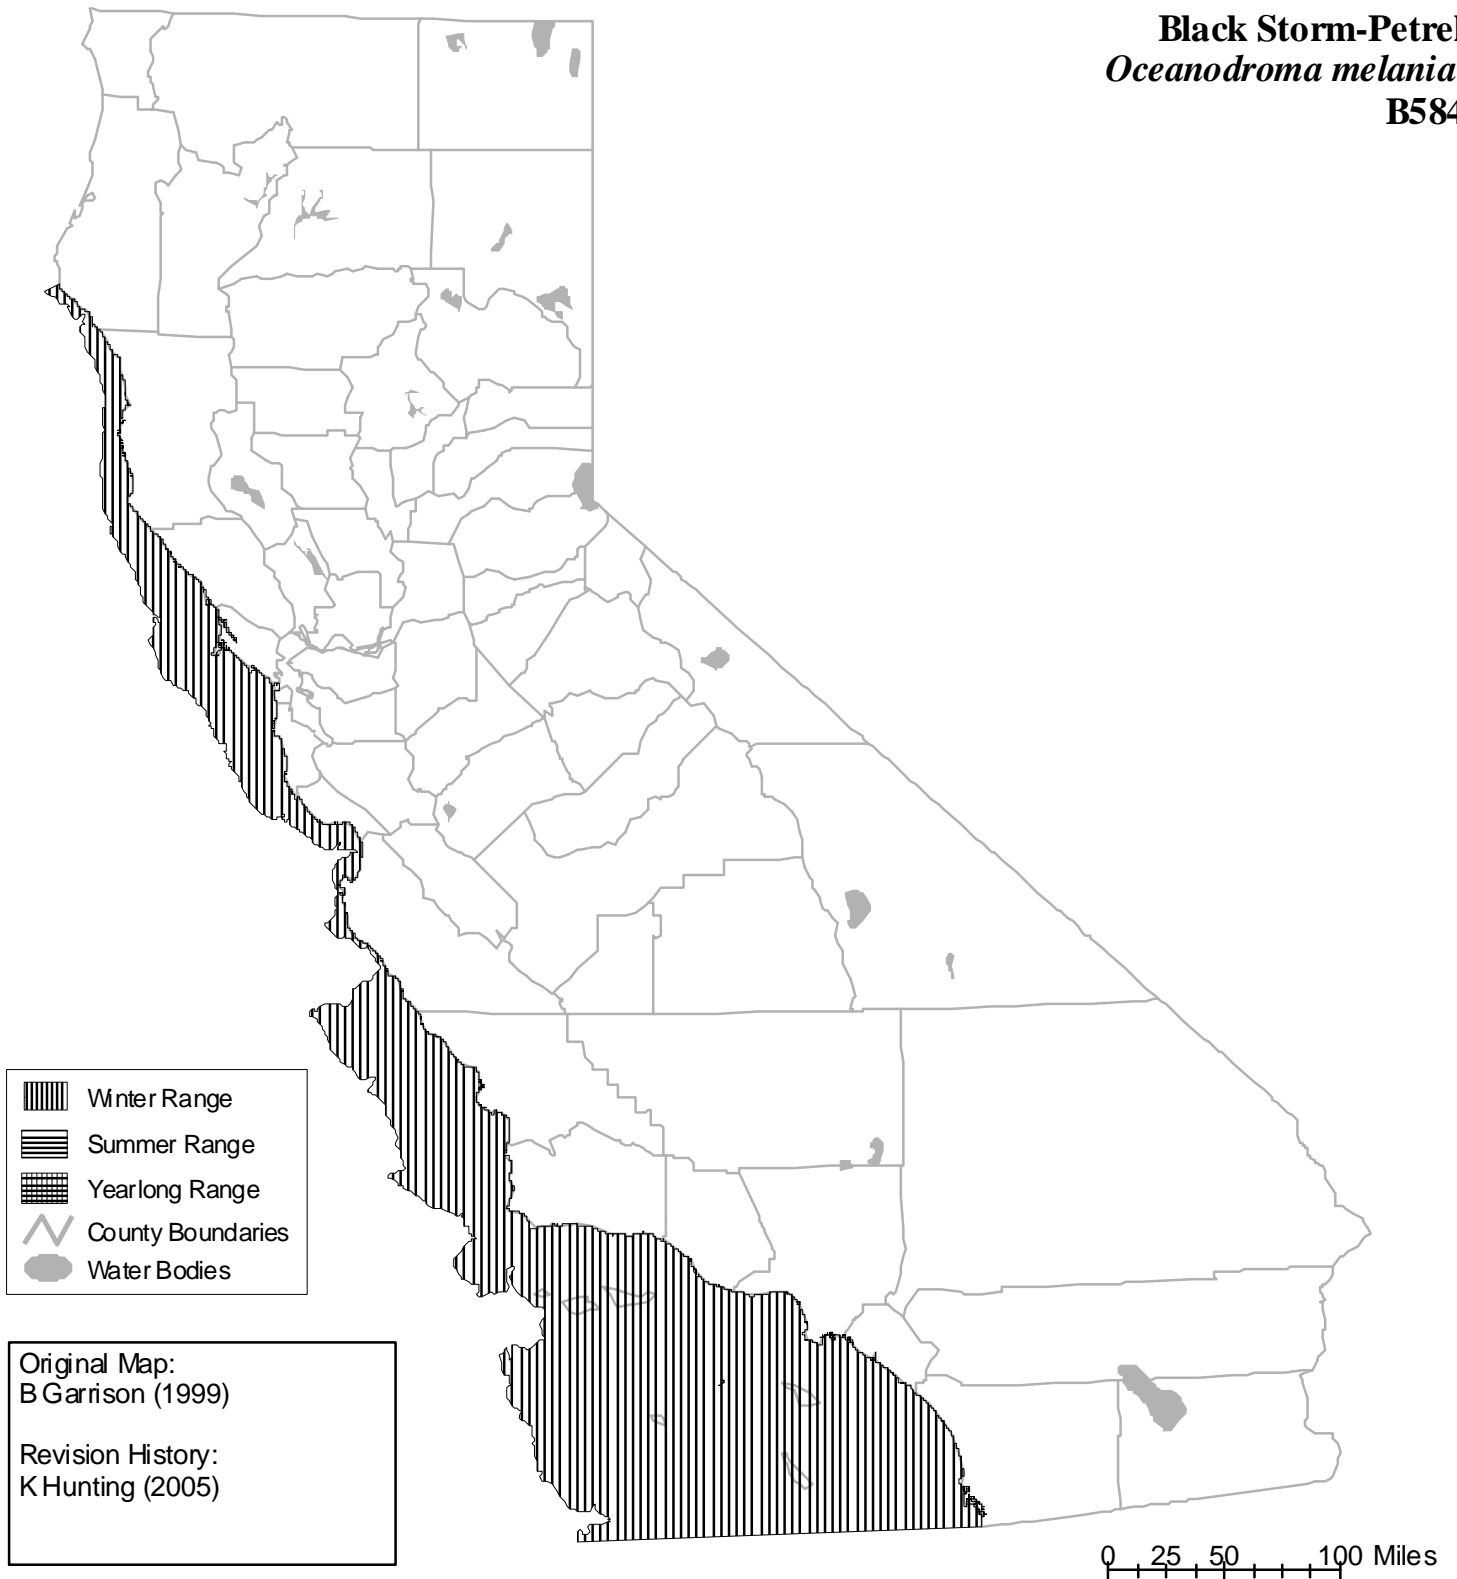 Black Storm-Petrel
Oceanodroma melania
B584
Winter Range
Summer Range
Yearlong Range
County Boundaries
Water Bodies
Original Map:
B Garrison (1999)
Revision History:
K Hunting (2005)
0 25 50 100 Miles